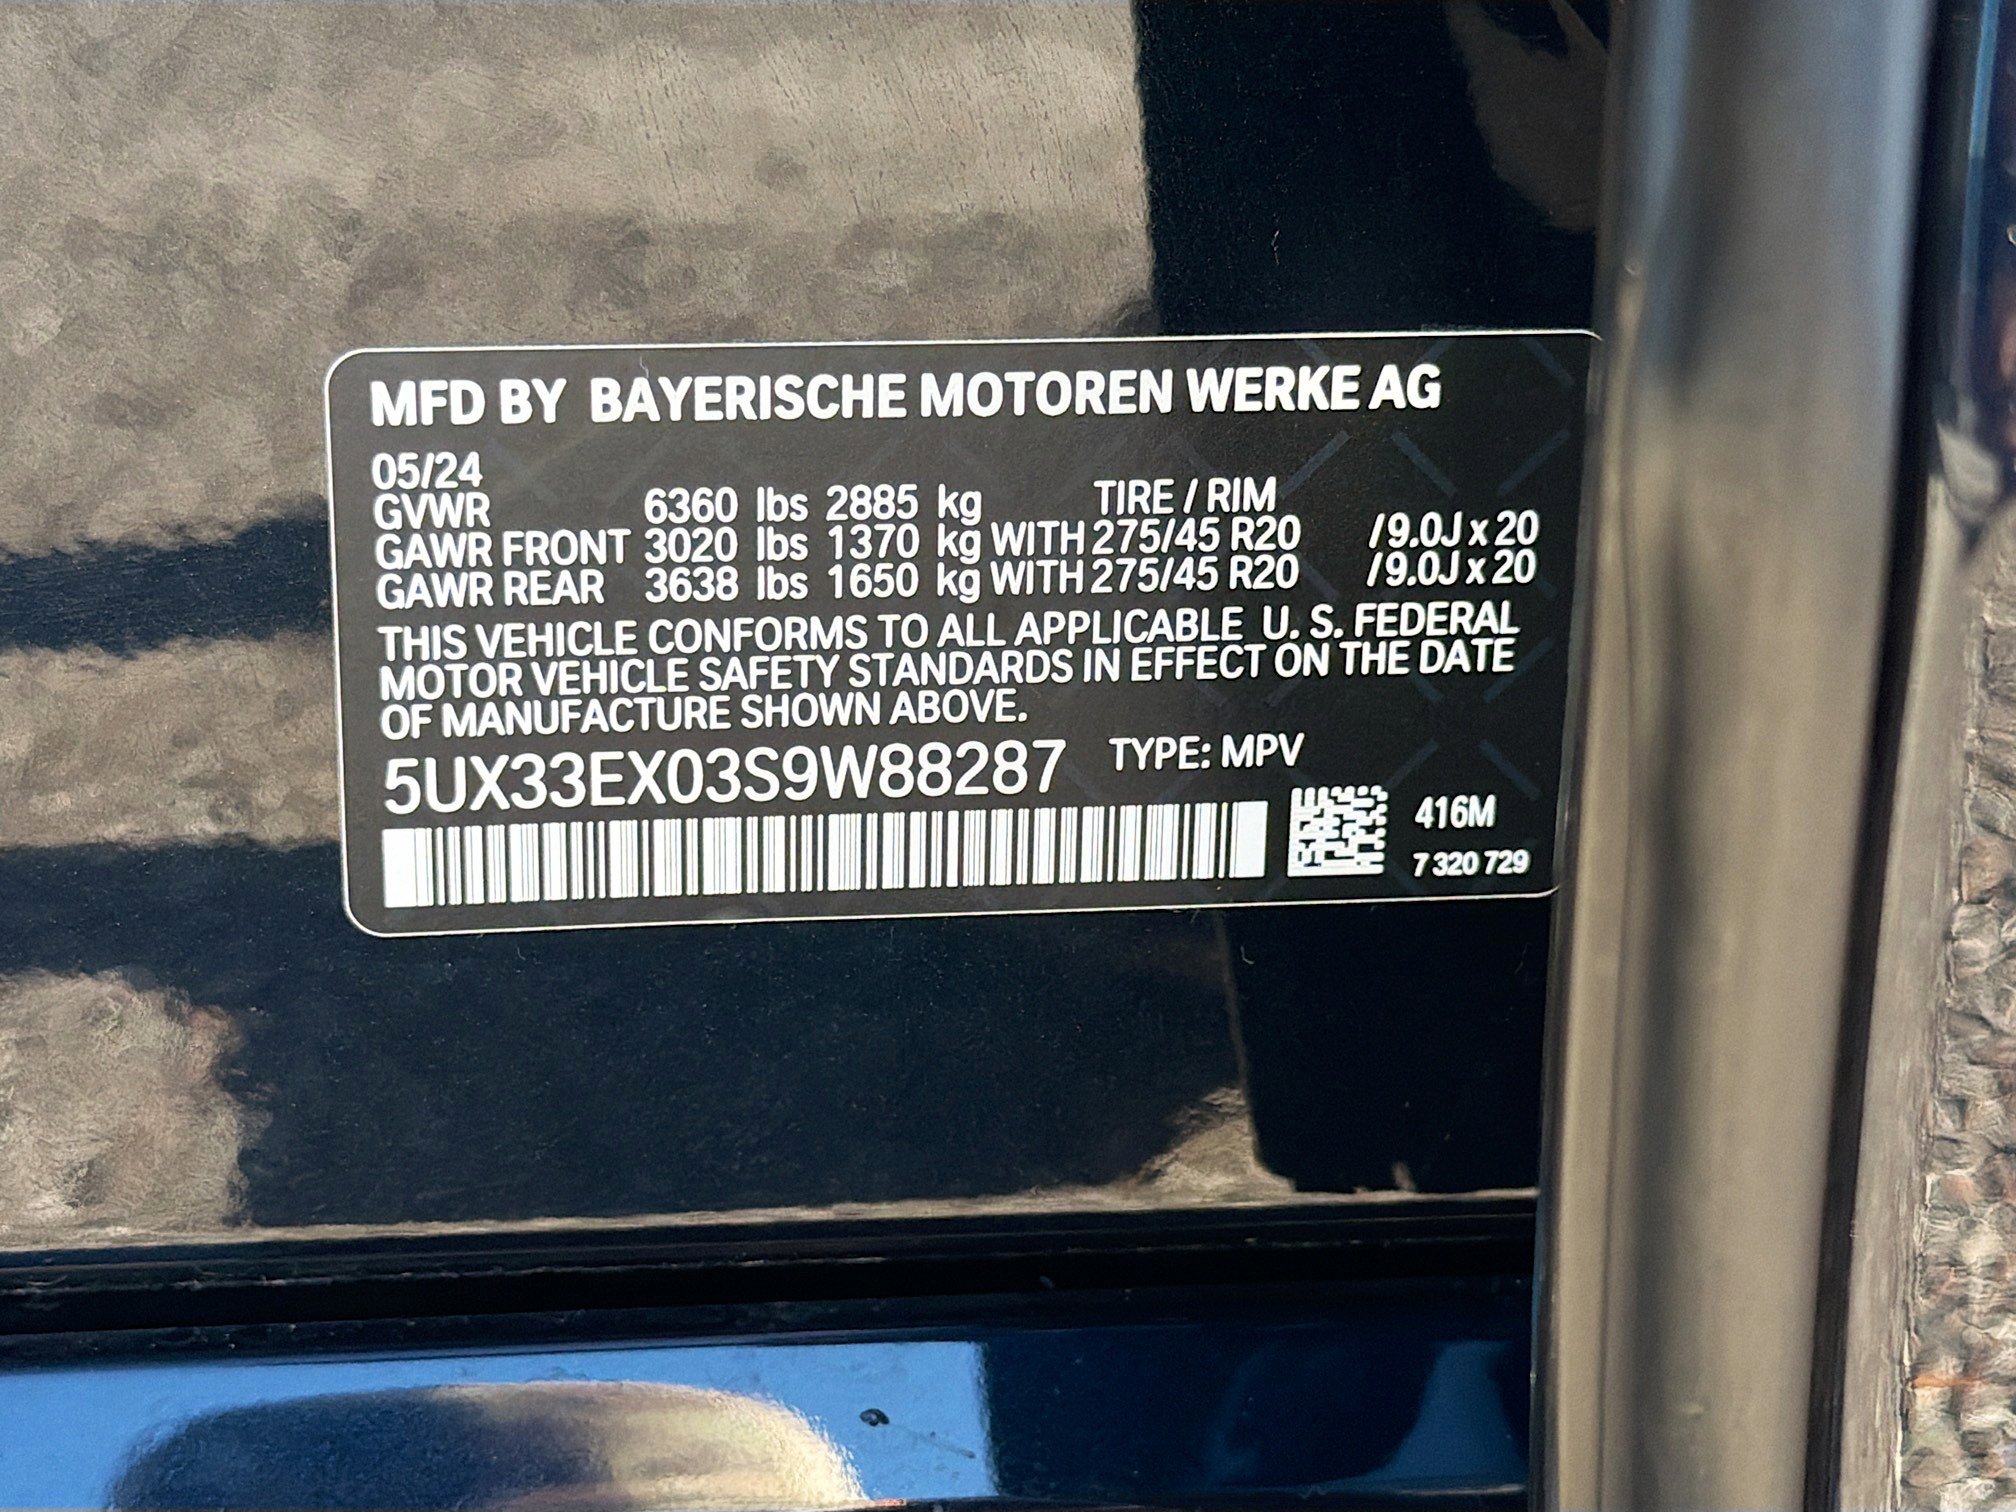 MFD BY BAYERISCHE MOTOREN WERKE AG
05/24
GVWR 6360 lbs 2885 kg TIRE / RIM
GAWR FRONT 3020 lbs 1370 kg WITH 275/45 R20 /9.0J x 20
GAWR REAR 3638 lbs 1650 kg WITH 275/45 R20 /9.0J x 20
THIS VEHICLE CONFORMS TO ALL APPLICABLE U. S. FEDERAL
MOTOR VEHICLE SAFETY STANDARDS IN EFFECT ON THE DATE
OF MANUFACTURE SHOWN ABOVE.
5UX33EX03S9W88287 TYPE: MPV
416M
7 320 729